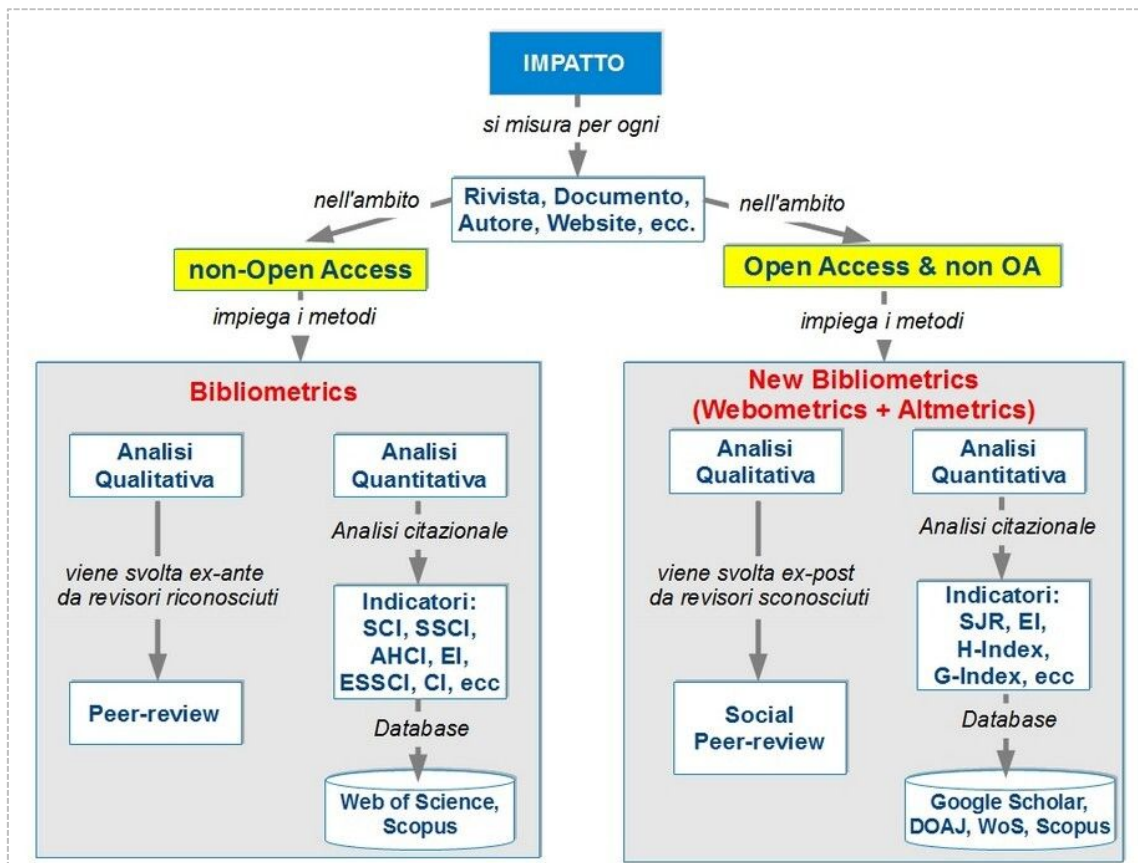 IMPATTO
si misura per ogni
Rivista, Documento,
Autore, Website, ecc.
nell'ambito
nell'ambito
non-Open Access
Open Access & non OA
impiega i metodi
impiega i metodi
Bibliometrics
Analisi
Qualitativa
Analisi
Quantitativa
Analisi citazionale
viene svolta ex-ante
da revisori riconosciuti
Indicatori:
SCI, SSCI,
AHCI, EI,
ESSCI, CI, ecc
Peer-review
Database
Web of Science,
Scopus
New Bibliometrics
(Webometrics + Altmetrics)
Analisi
Qualitativa
Analisi
Quantitativa
Analisi citazionale
viene svolta ex-post
da revisori sconosciuti
Indicatori:
SJR, EI,
H-Index,
G-Index, ecc
Social
Peer-review
Database
Google Scholar,
DOAJ, WoS, Scopus